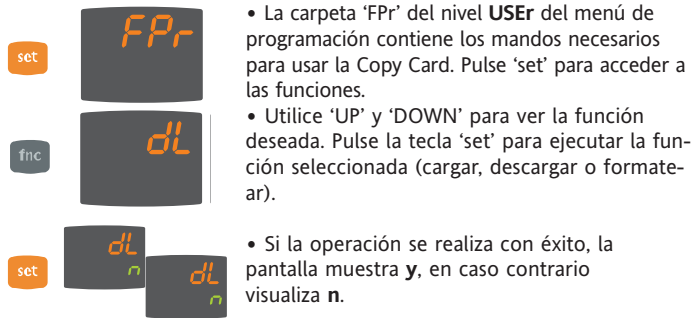 set
FPr
• La carpeta ‘FPr’ del nivel USEr del menú de
programación contiene los mandos necesarios
para usar la Copy Card. Pulse ‘set’ para acceder a
las funciones.
fnc
dL
• Utilice ‘UP’ y ‘DOWN’ para ver la función
deseada. Pulse la tecla ‘set’ para ejecutar la fun-
ción seleccionada (cargar, descargar o formate-
ar).
set
dL
n
dL
n
• Si la operación se realiza con éxito, la
pantalla muestra y, en caso contrario
visualiza n.